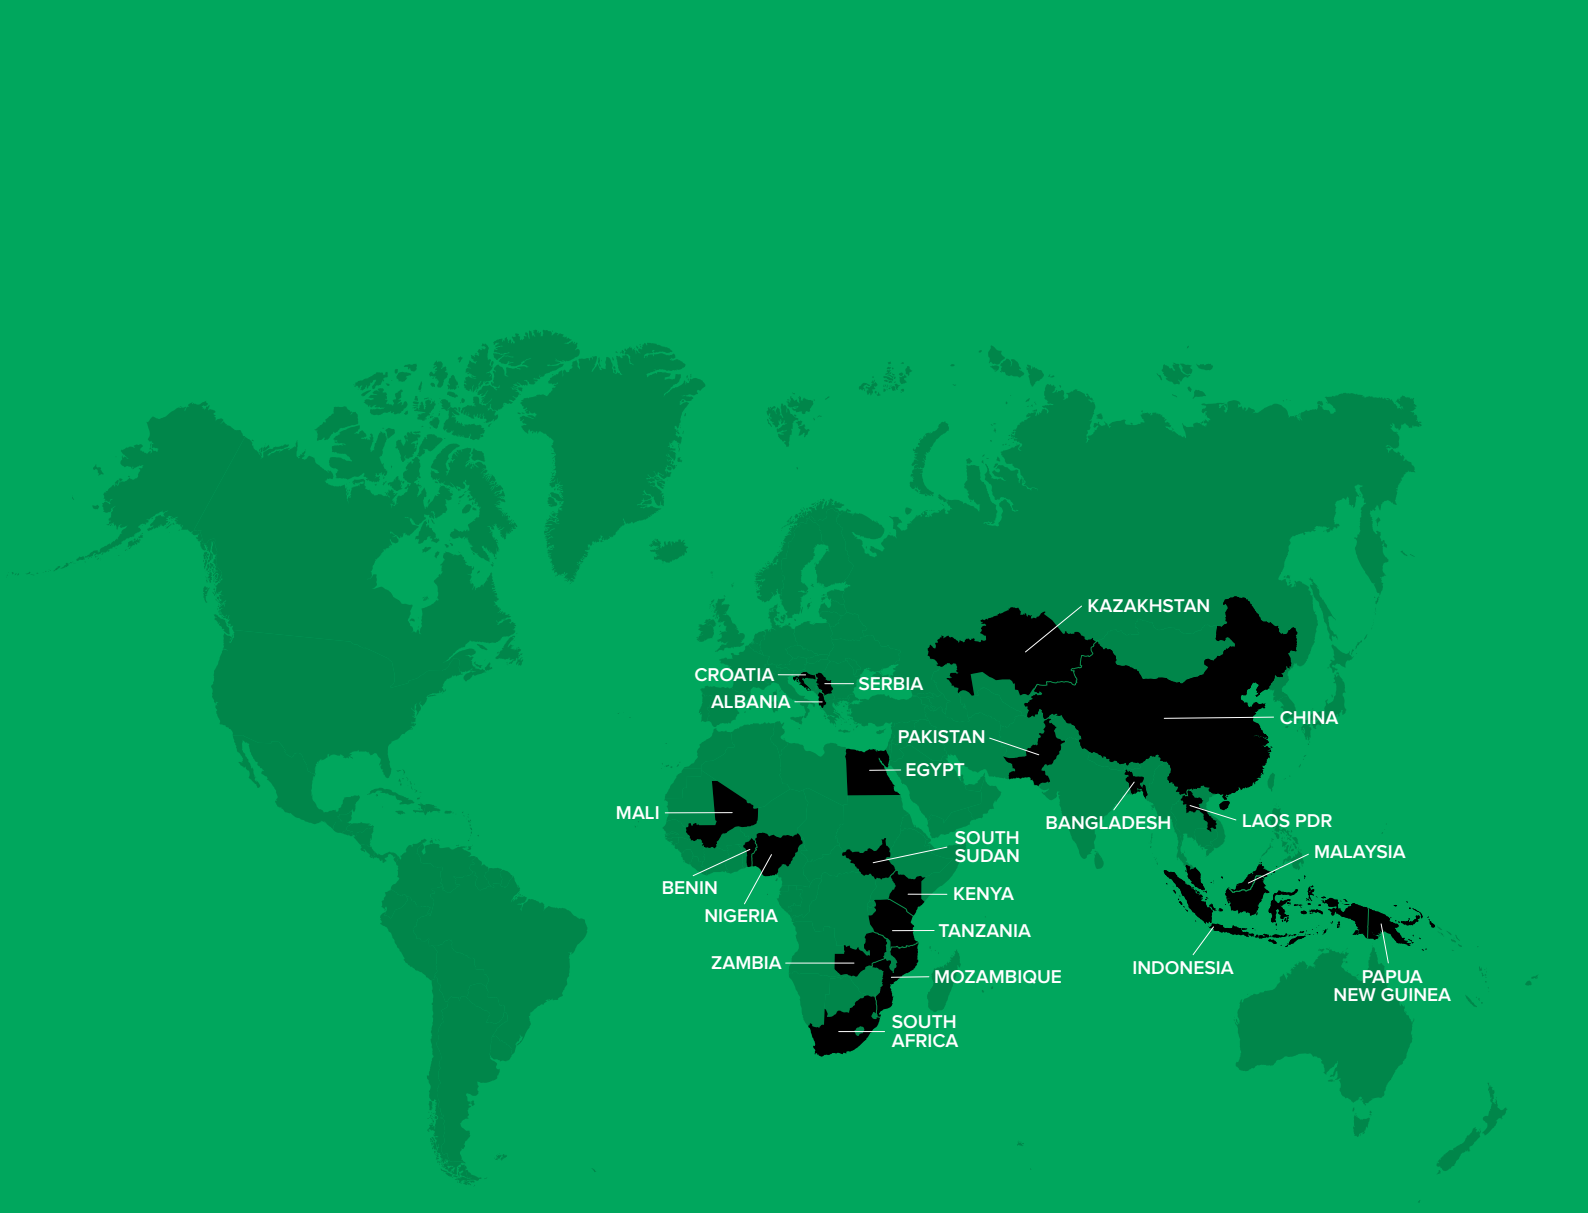 KAZAKHSTAN
CROATIA
SERBIA
ALBANIA
CHINA
PAKISTAN
EGYPT
MALI
BANGLADESH
LAOS PDR
SOUTH
SUDAN
MALAYSIA
BENIN
KENYA
NIGERIA
TANZANIA
ZAMBIA
INDONESIA
MOZAMBIQUE
PAPUA
NEW GUINEA
SOUTH
AFRICA